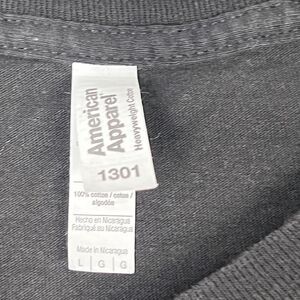 American
Apparel
Heavyweight Cotton
1301
100% cotton / coton /
algodón
Hecho en Nicaragua
Fabriqué au Nicaragua
Made in Nicaragua
L G G